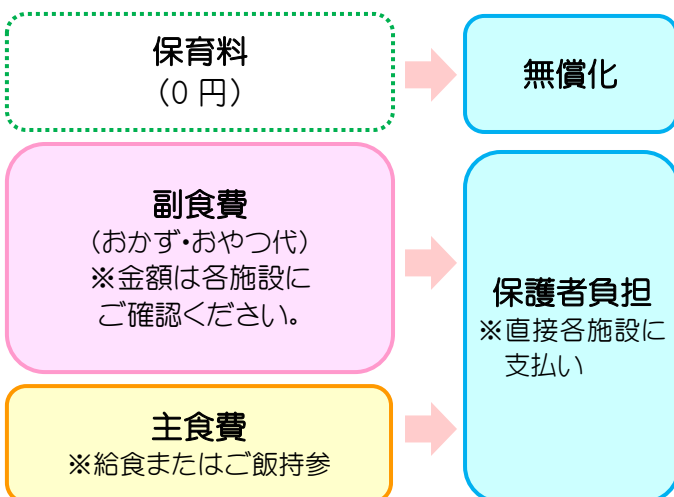 保育料
（0 円）
無償化
副食費
（おかず・おやつ代）
※金額は各施設に
ご確認ください。
保護者負担
※直接各施設に
支払い
主食費
※給食またはご飯持参